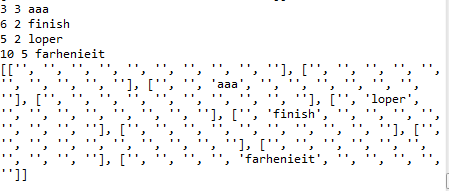 3 3 aaa
6 2 finish
5 2 loper
10 5 farhenieit
[['', '', '', '', '', '', '', '', '', ''], ['', '', '', '', '',
'', '', '', '', ''], ['', '', 'aaa', '', '', '', '', '', '',
''], ['', '', '', '', '', '', '', '', '', ''], ['', 'loper',
'', '', '', '', '', '', '', ''], ['', 'finish', '', '', '', '',
'', '', '', ''], ['', '', '', '', '', '', '', '', '', ''], ['',
'', '', '', '', '', '', '', '', ''], ['', '', '', '', '', '',
'', '', '', ''], ['', '', '', '', 'farhenieit', '', '', '', '',
'']]